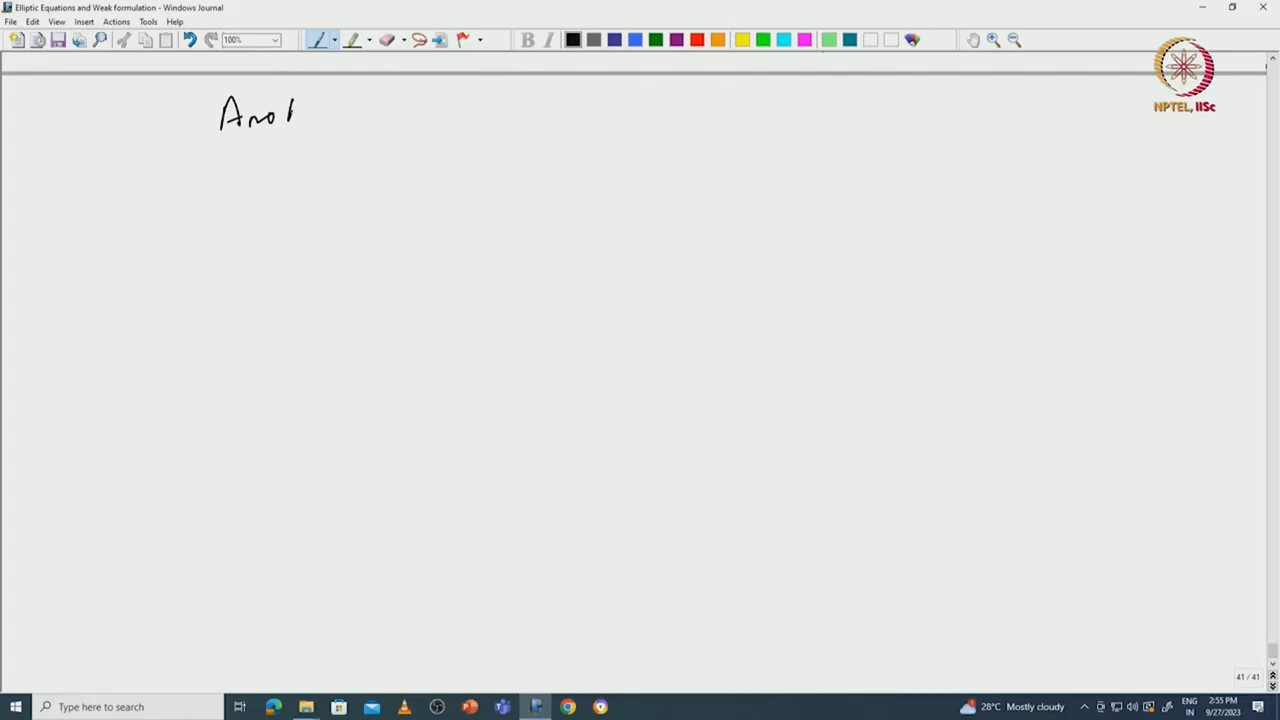 Elliptic Equations and Weak formulation - Windows Journal
File Edit View Insert Actions Tools Help
100%
B I
NPTEL, IISc
Anot
41 / 41
Type here to search
28°C Mostly cloudy
ENG
IN
2:55 PM
9/27/2023